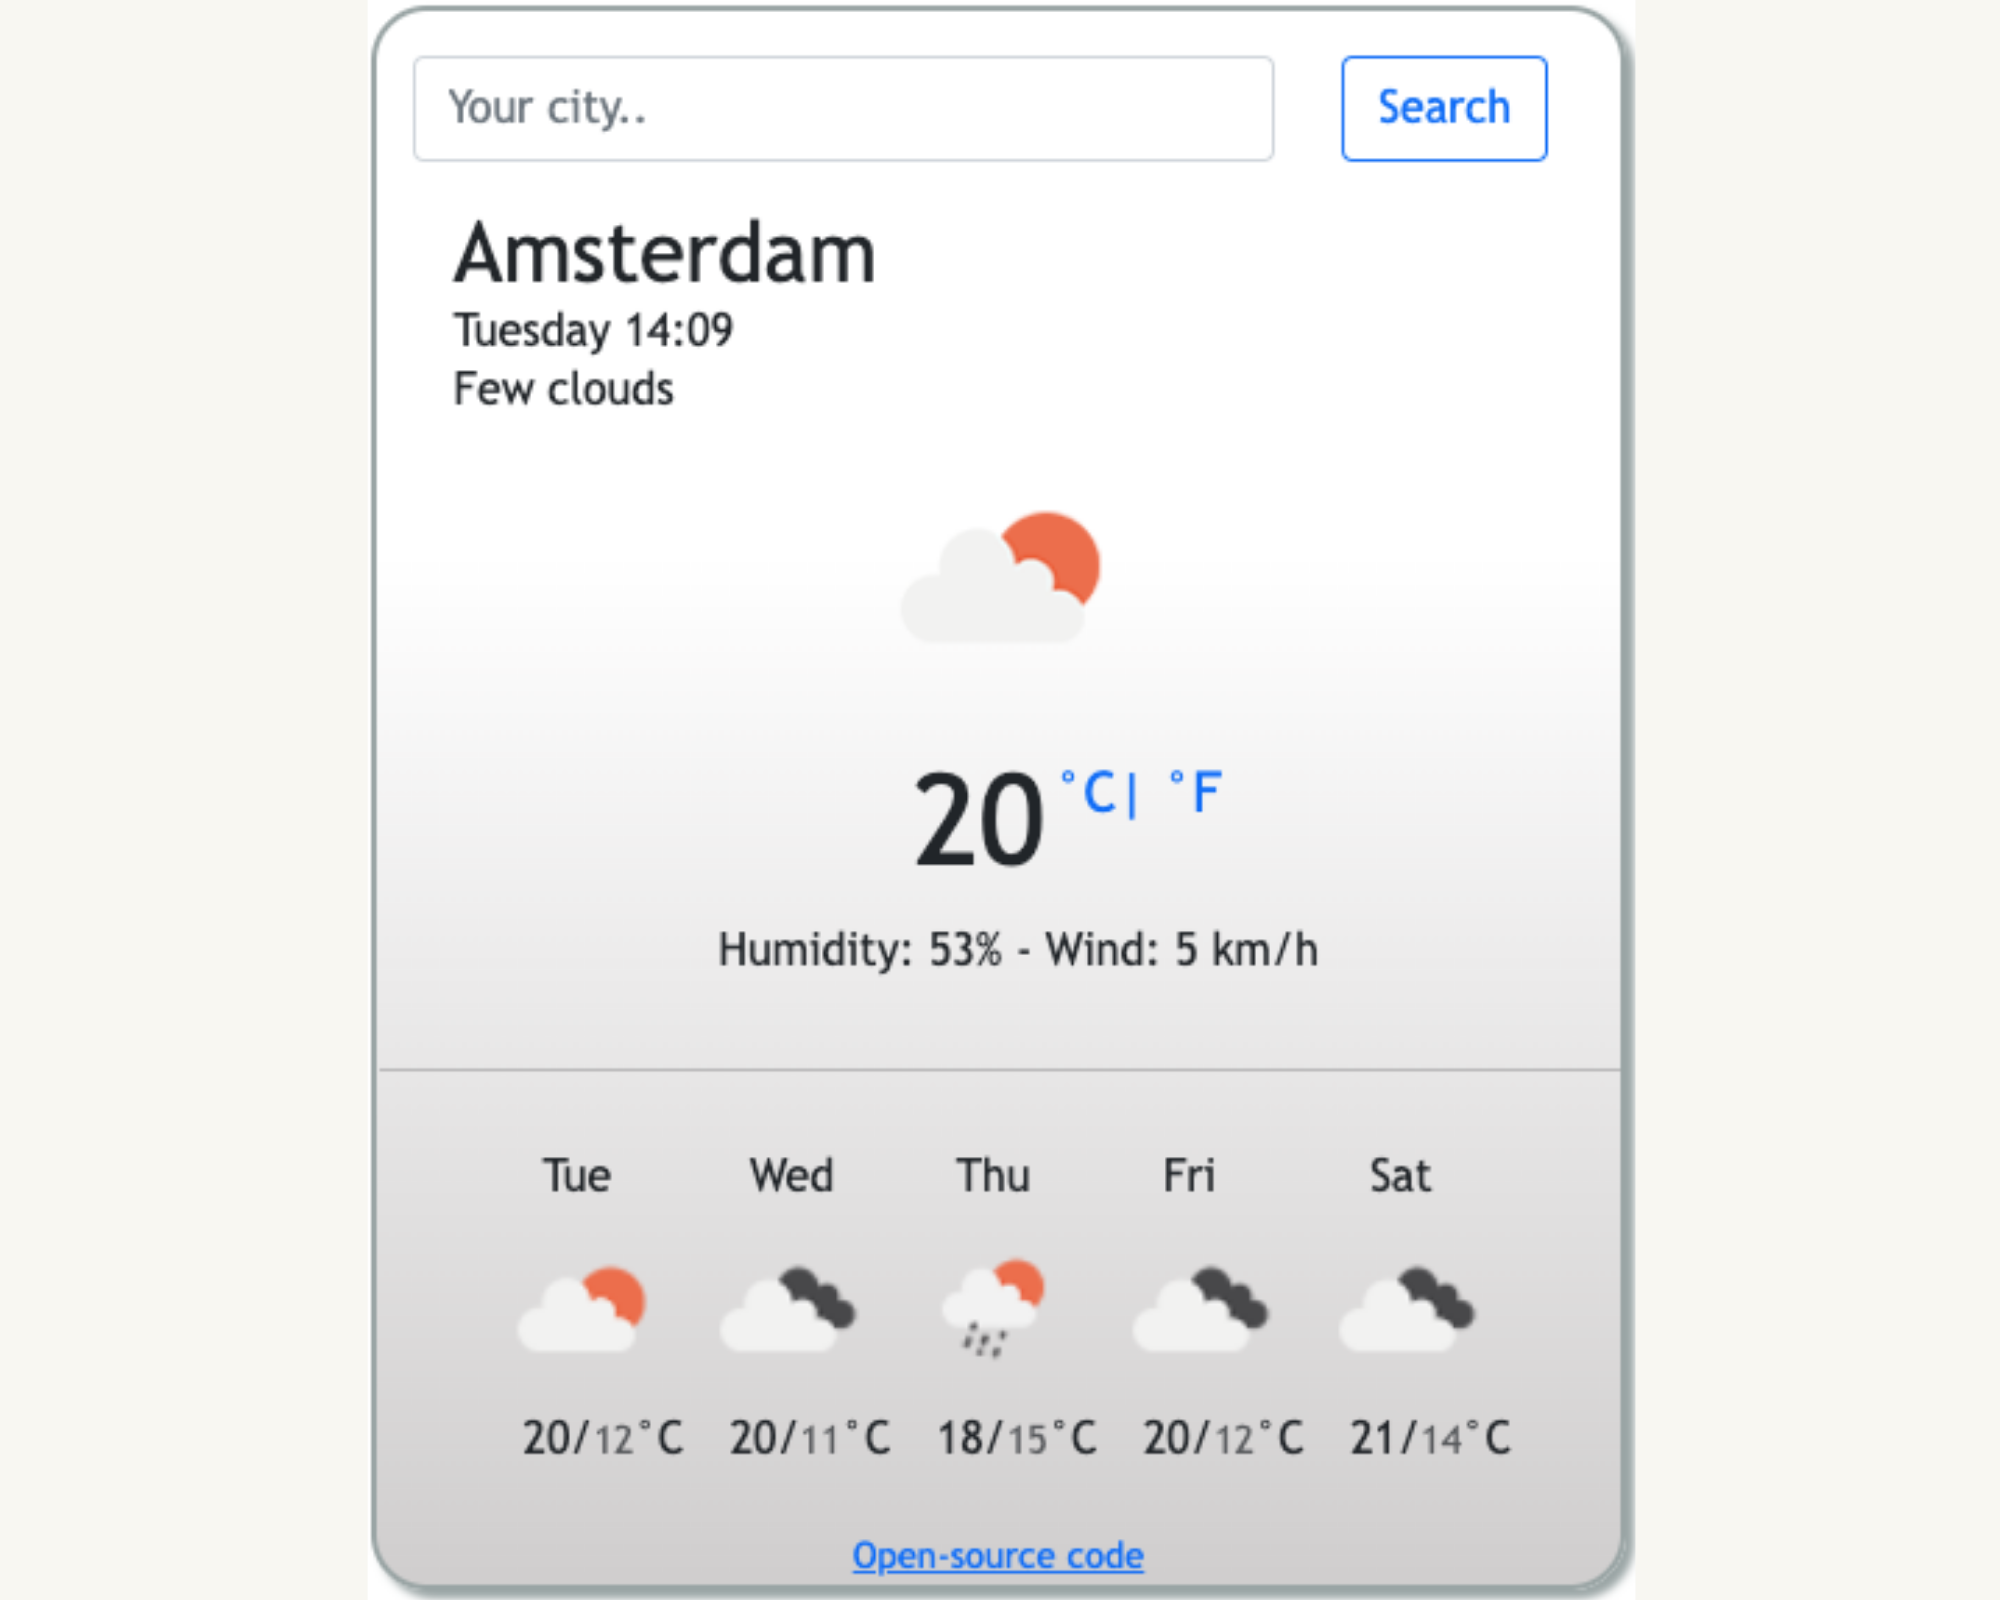 Your city..
Search
Amsterdam
Tuesday 14:09
Few clouds
20 °C| °F
Humidity: 53% - Wind: 5 km/h
Tue Wed Thu Fri Sat
20/12°C 20/11°C 18/15°C 20/12°C 21/14°C
Open-source code